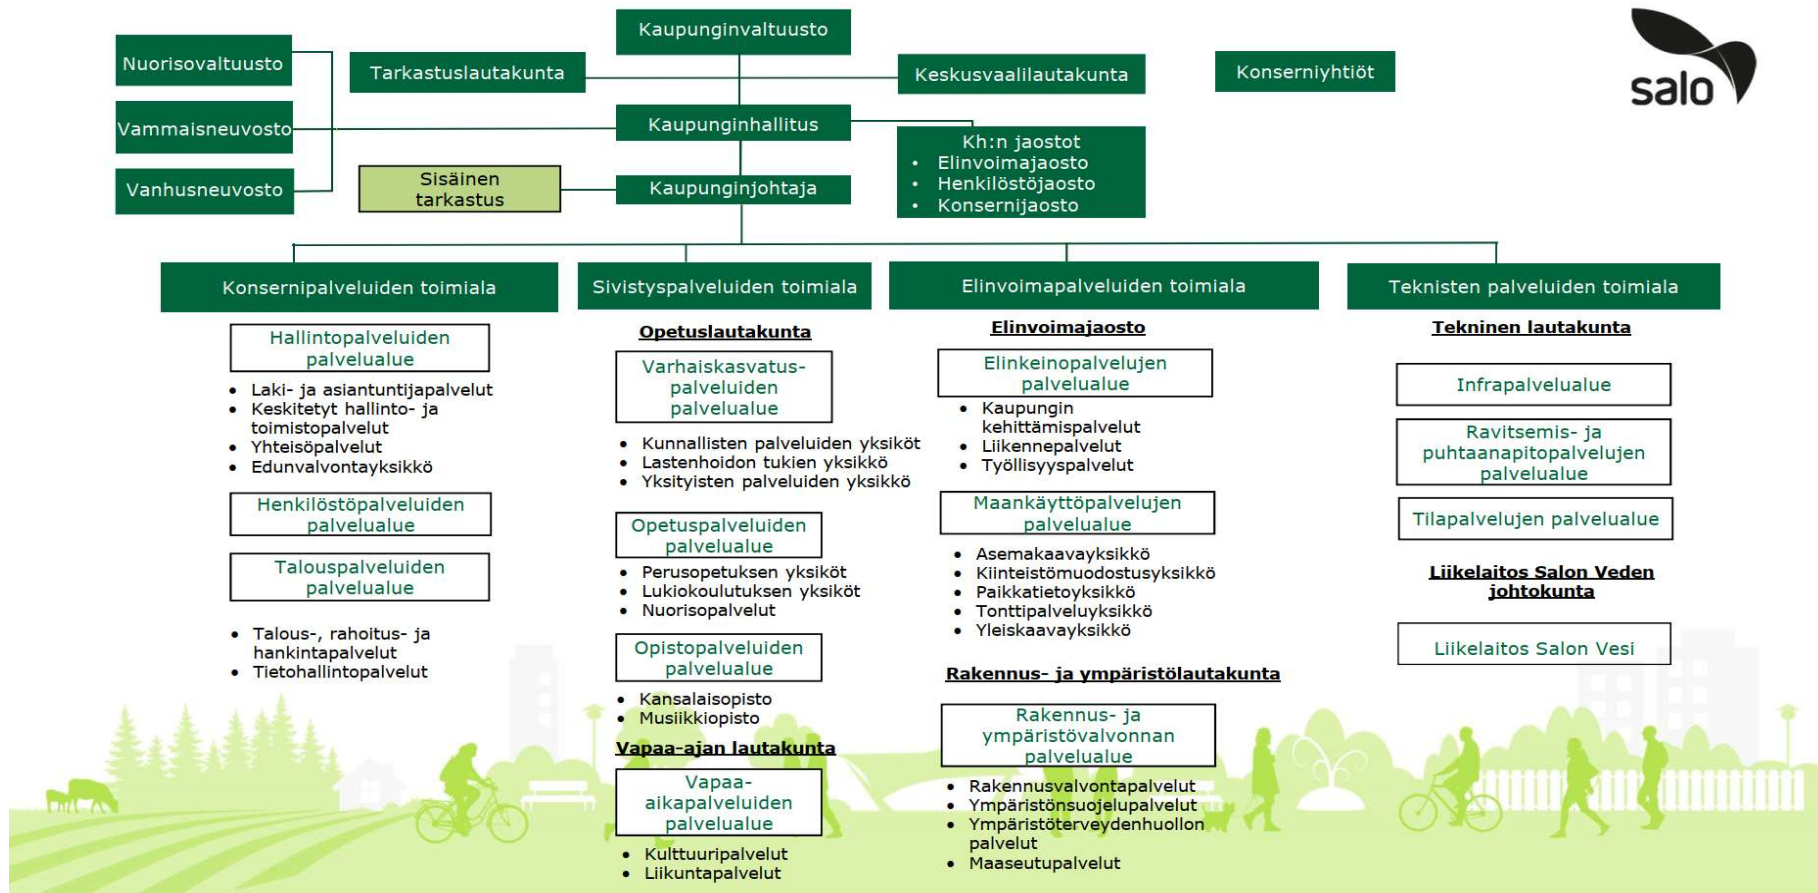 Kaupunginvaltuusto
Nuorisovaltuusto
Tarkastuslautakunta
Keskusvaalilautakunta
Konserniyhtiöt
salo
Vammaisneuvosto
Kaupunginhallitus
Kh:n jaostot
• Elinvoimajaosto
• Henkilöstöjaosto
• Konsernijaosto
Vanhusneuvosto
Sisäinen
tarkastus
Kaupunginjohtaja
Konsernipalveluiden toimiala
Hallintopalveluiden
palvelualue
• Laki- ja asiantuntijapalvelut
• Keskitetyt hallinto- ja
toimistopalvelut
• Yhteisöpalvelut
• Edunvalvontayksikkö
Henkilöstöpalveluiden
palvelualue
Talouspalveluiden
palvelualue
• Talous-, rahoitus- ja
hankintapalvelut
• Tietohallintopalvelut
Sivistyspalveluiden toimiala
Opetuslautakunta
Varhaiskasvatus-
palveluiden
palvelualue
• Kunnallisten palveluiden yksiköt
• Lastenhoidon tukien yksikkö
• Yksityisten palveluiden yksikkö
Opetuspalveluiden
palvelualue
• Perusopetuksen yksiköt
• Lukiokoulutuksen yksiköt
• Nuorisopalvelut
Opistopalveluiden
palvelualue
• Kansalaisopisto
• Musiikkiopisto
Vapaa-ajan lautakunta
Vapaa-
aikapalveluiden
palvelualue
• Kulttuuripalvelut
• Liikuntapalvelut
Elinvoimapalveluiden toimiala
Elinvoimajaosto
Elinkeinopalvelujen
palvelualue
• Kaupungin
kehittämispalvelut
• Liikennepalvelut
• Työllisyyspalvelut
Maankäyttöpalvelujen
palvelualue
• Asemakaavayksikkö
• Kiinteistömuodostusyksikkö
• Paikkatietoyksikkö
• Tonttipalveluyksikkö
• Yleiskaavayksikkö
Rakennus- ja ympäristölautakunta
Rakennus- ja
ympäristövalvonnan
palvelualue
• Rakennusvalvontapalvelut
• Ympäristönsuojelupalvelut
• Ympäristöterveydenhuollon
palvelut
• Maaseutupalvelut
Teknisten palveluiden toimiala
Tekninen lautakunta
Infrapalvelualue
Ravitsemis- ja
puhtaanapitopalvelujen
palvelualue
Tilapalvelujen palvelualue
Liikelaitos Salon Veden
johtokunta
Liikelaitos Salon Vesi